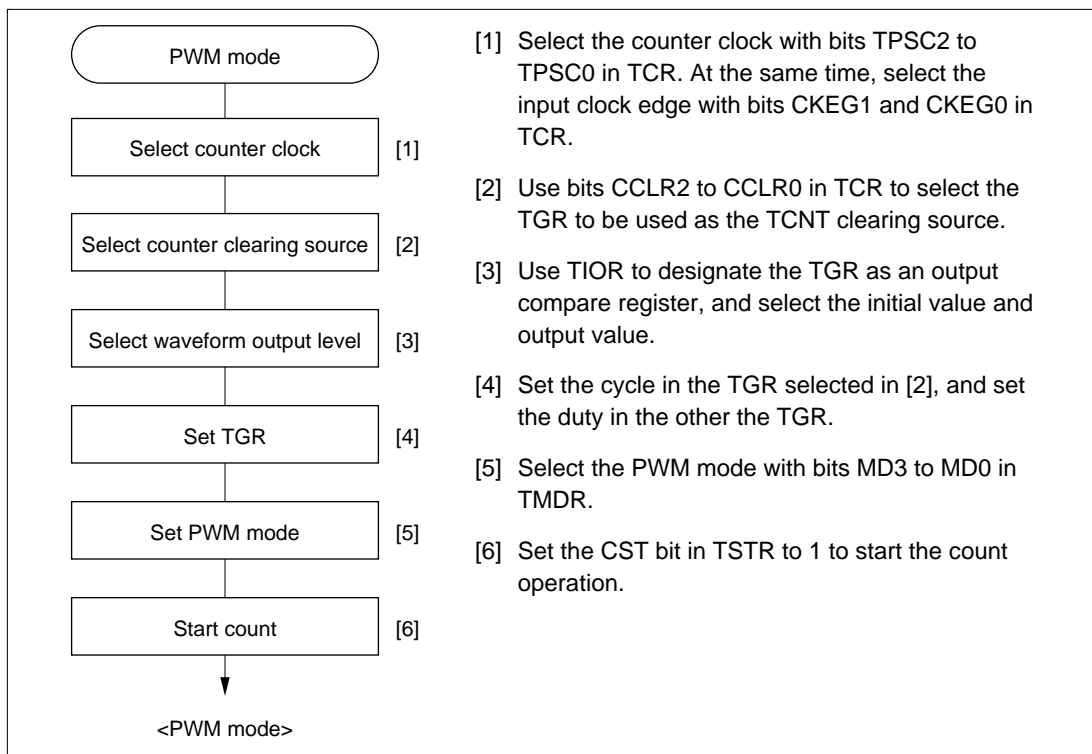 PWM mode
Select counter clock [1]
Select counter clearing source [2]
Select waveform output level [3]
Set TGR [4]
Set PWM mode [5]
Start count [6]
<PWM mode>
[1] Select the counter clock with bits TPSC2 to
TPSC0 in TCR. At the same time, select the
input clock edge with bits CKEG1 and CKEG0 in
TCR.
[2] Use bits CCLR2 to CCLR0 in TCR to select the
TGR to be used as the TCNT clearing source.
[3] Use TIOR to designate the TGR as an output
compare register, and select the initial value and
output value.
[4] Set the cycle in the TGR selected in [2], and set
the duty in the other the TGR.
[5] Select the PWM mode with bits MD3 to MD0 in
TMDR.
[6] Set the CST bit in TSTR to 1 to start the count
operation.